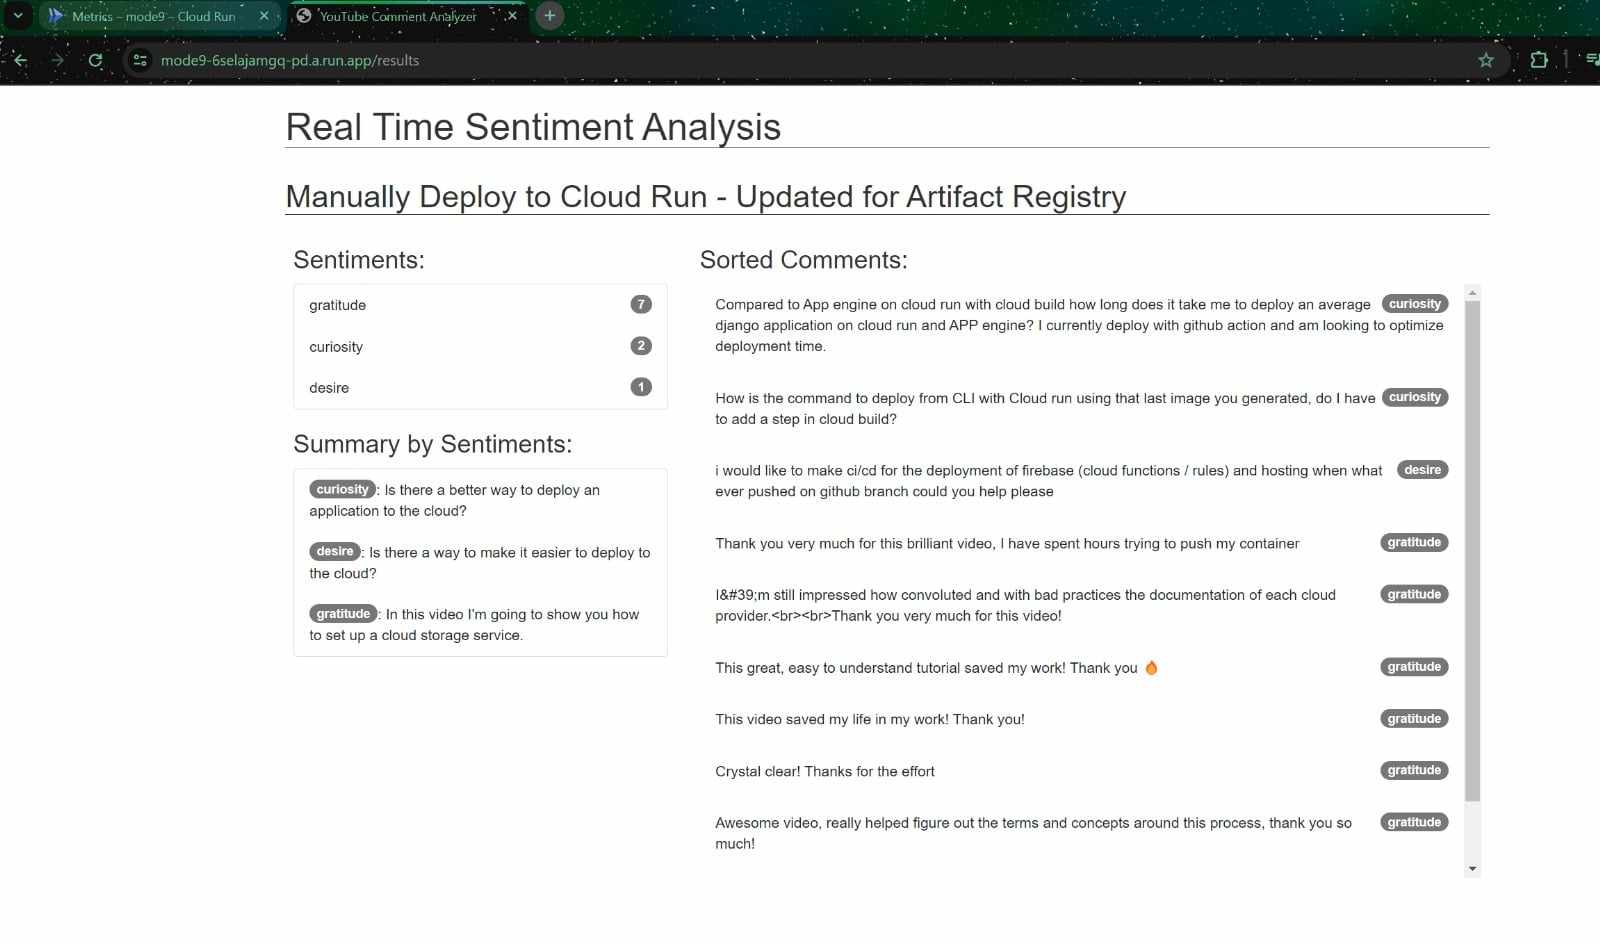 Metrics – mode9 – Cloud Run
YouTube Comment Analyzer
mode9-6selajamgq-pd.a.run.app/results
Real Time Sentiment Analysis
Manually Deploy to Cloud Run - Updated for Artifact Registry
Sentiments:
gratitude 7
curiosity 2
desire 1
Summary by Sentiments:
curiosity: Is there a better way to deploy an
application to the cloud?
desire: Is there a way to make it easier to deploy to
the cloud?
gratitude: In this video I'm going to show you how
to set up a cloud storage service.
Sorted Comments:
Compared to App engine on cloud run with cloud build how long does it take me to deploy an average curiosity
django application on cloud run and APP engine? I currently deploy with github action and am looking to optimize
deployment time.
How is the command to deploy from CLI with Cloud run using that last image you generated, do I have curiosity
to add a step in cloud build?
i would like to make ci/cd for the deployment of firebase (cloud functions / rules) and hosting when what desire
ever pushed on github branch could you help please
Thank you very much for this brilliant video, I have spent hours trying to push my container gratitude
I&#39;m still impressed how convoluted and with bad practices the documentation of each cloud gratitude
provider.<br><br>Thank you very much for this video!
This great, easy to understand tutorial saved my work! Thank you 🔥 gratitude
This video saved my life in my work! Thank you! gratitude
Crystal clear! Thanks for the effort gratitude
Awesome video, really helped figure out the terms and concepts around this process, thank you so gratitude
much!